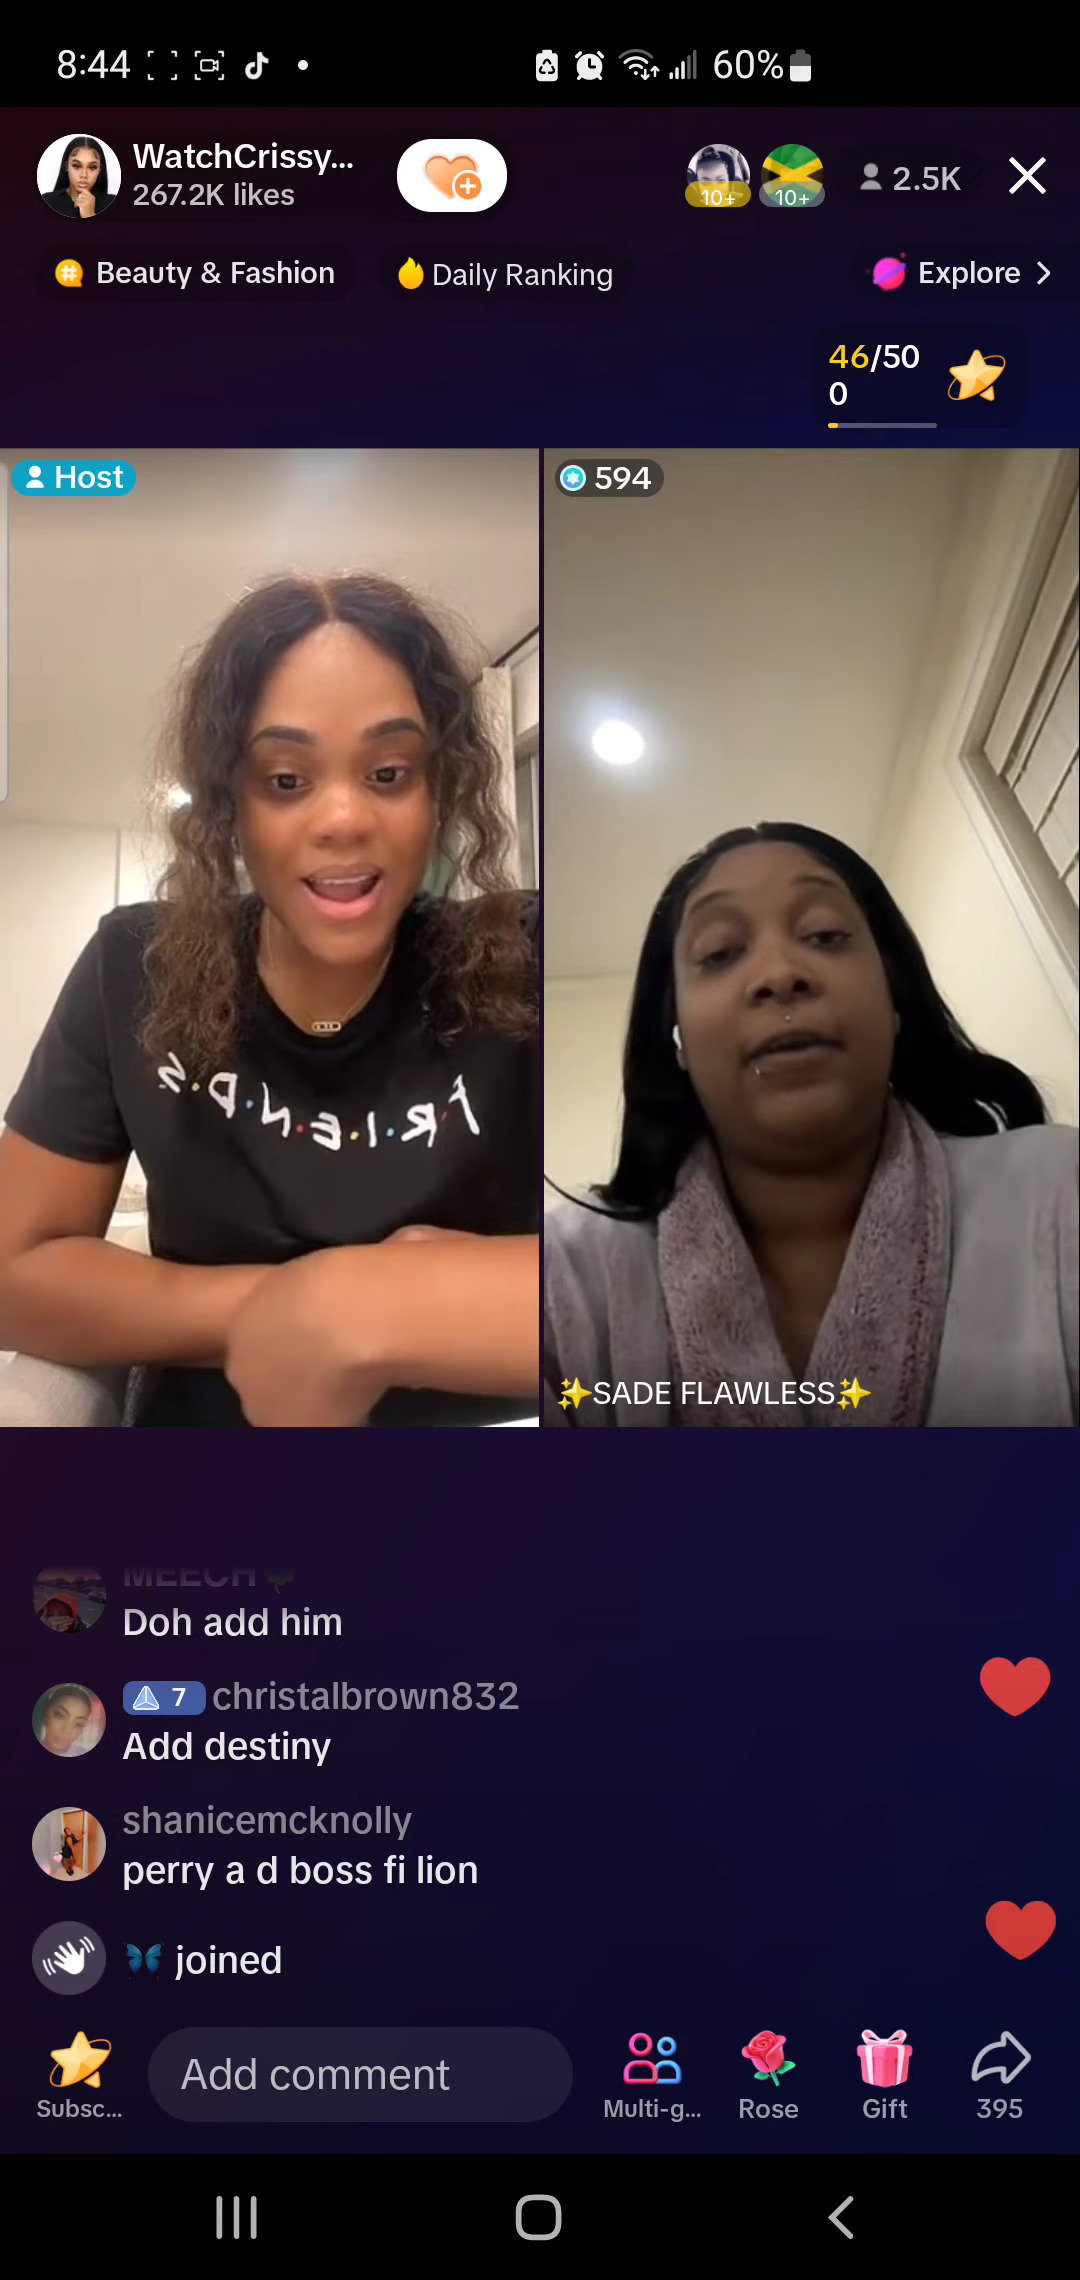 8:44
60%
WatchCrissy...
267.2K likes
10+
10+
2.5K
Beauty & Fashion
Daily Ranking
Explore
46/50
0
Host
594
F.R.I.E.N.D.S
✨SADE FLAWLESS✨
MEECH
Doh add him
7 christalbrown832
Add destiny
shanicemcknolly
perry a d boss fi lion
🦋 joined
Subsc...
Add comment
Multi-g...
Rose
Gift
395